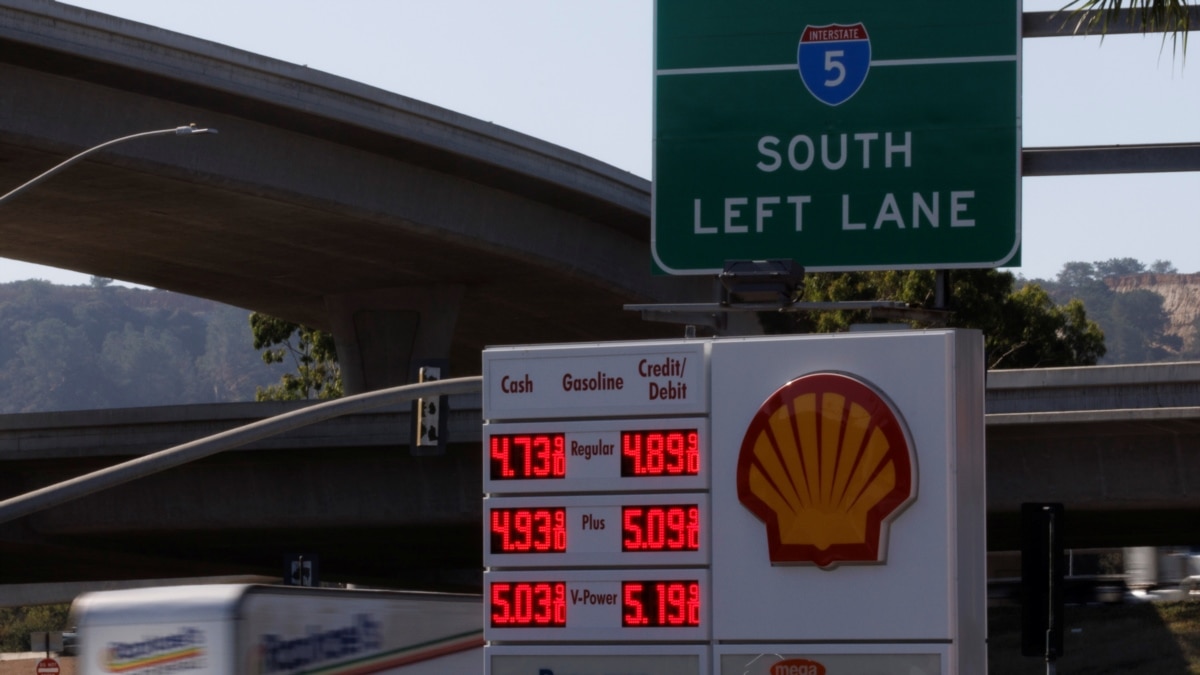 INTERSTATE
5
SOUTH
LEFT LANE
Cash Gasoline Credit/
Debit
4.73 9/10 Regular 4.89 9/10
4.93 9/10 Plus 5.09 9/10
5.03 9/10 V-Power 5.19 9/10
mega